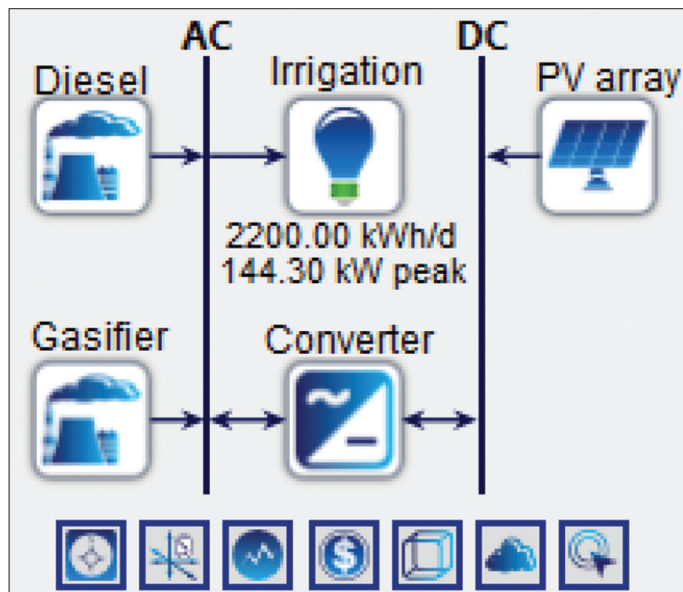 AC
DC
Diesel
Irrigation
PV array
2200.00 kWh/d
144.30 kW peak
Gasifier
Converter